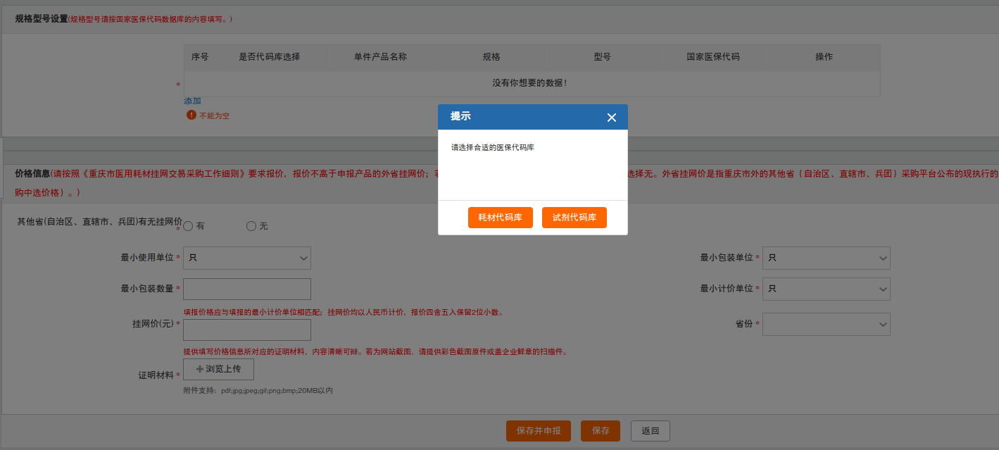 规格型号设置(规格型号请按国家医保代码数据库的内容填写。)
序号 是否代码库选择 单件产品名称 规格 型号 国家医保代码 操作
* 没有你想要的数据！
添加
! 不能为空
提示
请选择合适的医保代码库
耗材代码库 试剂代码库
价格信息(请按照《重庆市医用耗材挂网交易采购工作细则》要求报价，报价不高于申报产品的外省挂网价；
选择无。外省挂网价是指重庆市外的其他省（自治区、直辖市、兵团）采购平台公布的现执行的
购中选价格）。)
其他省(自治区、直辖市、兵团)有无挂网价* 有 无
最小使用单位* 只 最小包装单位* 只
最小包装数量* 最小计价单位* 只
填报价格应与填报的最小计价单位相匹配；挂网价均以人民币计价，报价四舍五入保留2位小数。
挂网价(元)* 省份*
提供填写价格信息所对应的证明材料，内容清晰可辩。若为网站截图，请提供彩色截图原件或盖企业鲜章的扫描件。
证明材料* +浏览上传
附件支持：pdf;jpg;jpeg;gif;png;bmp;20MB以内
保存并申报 保存 返回